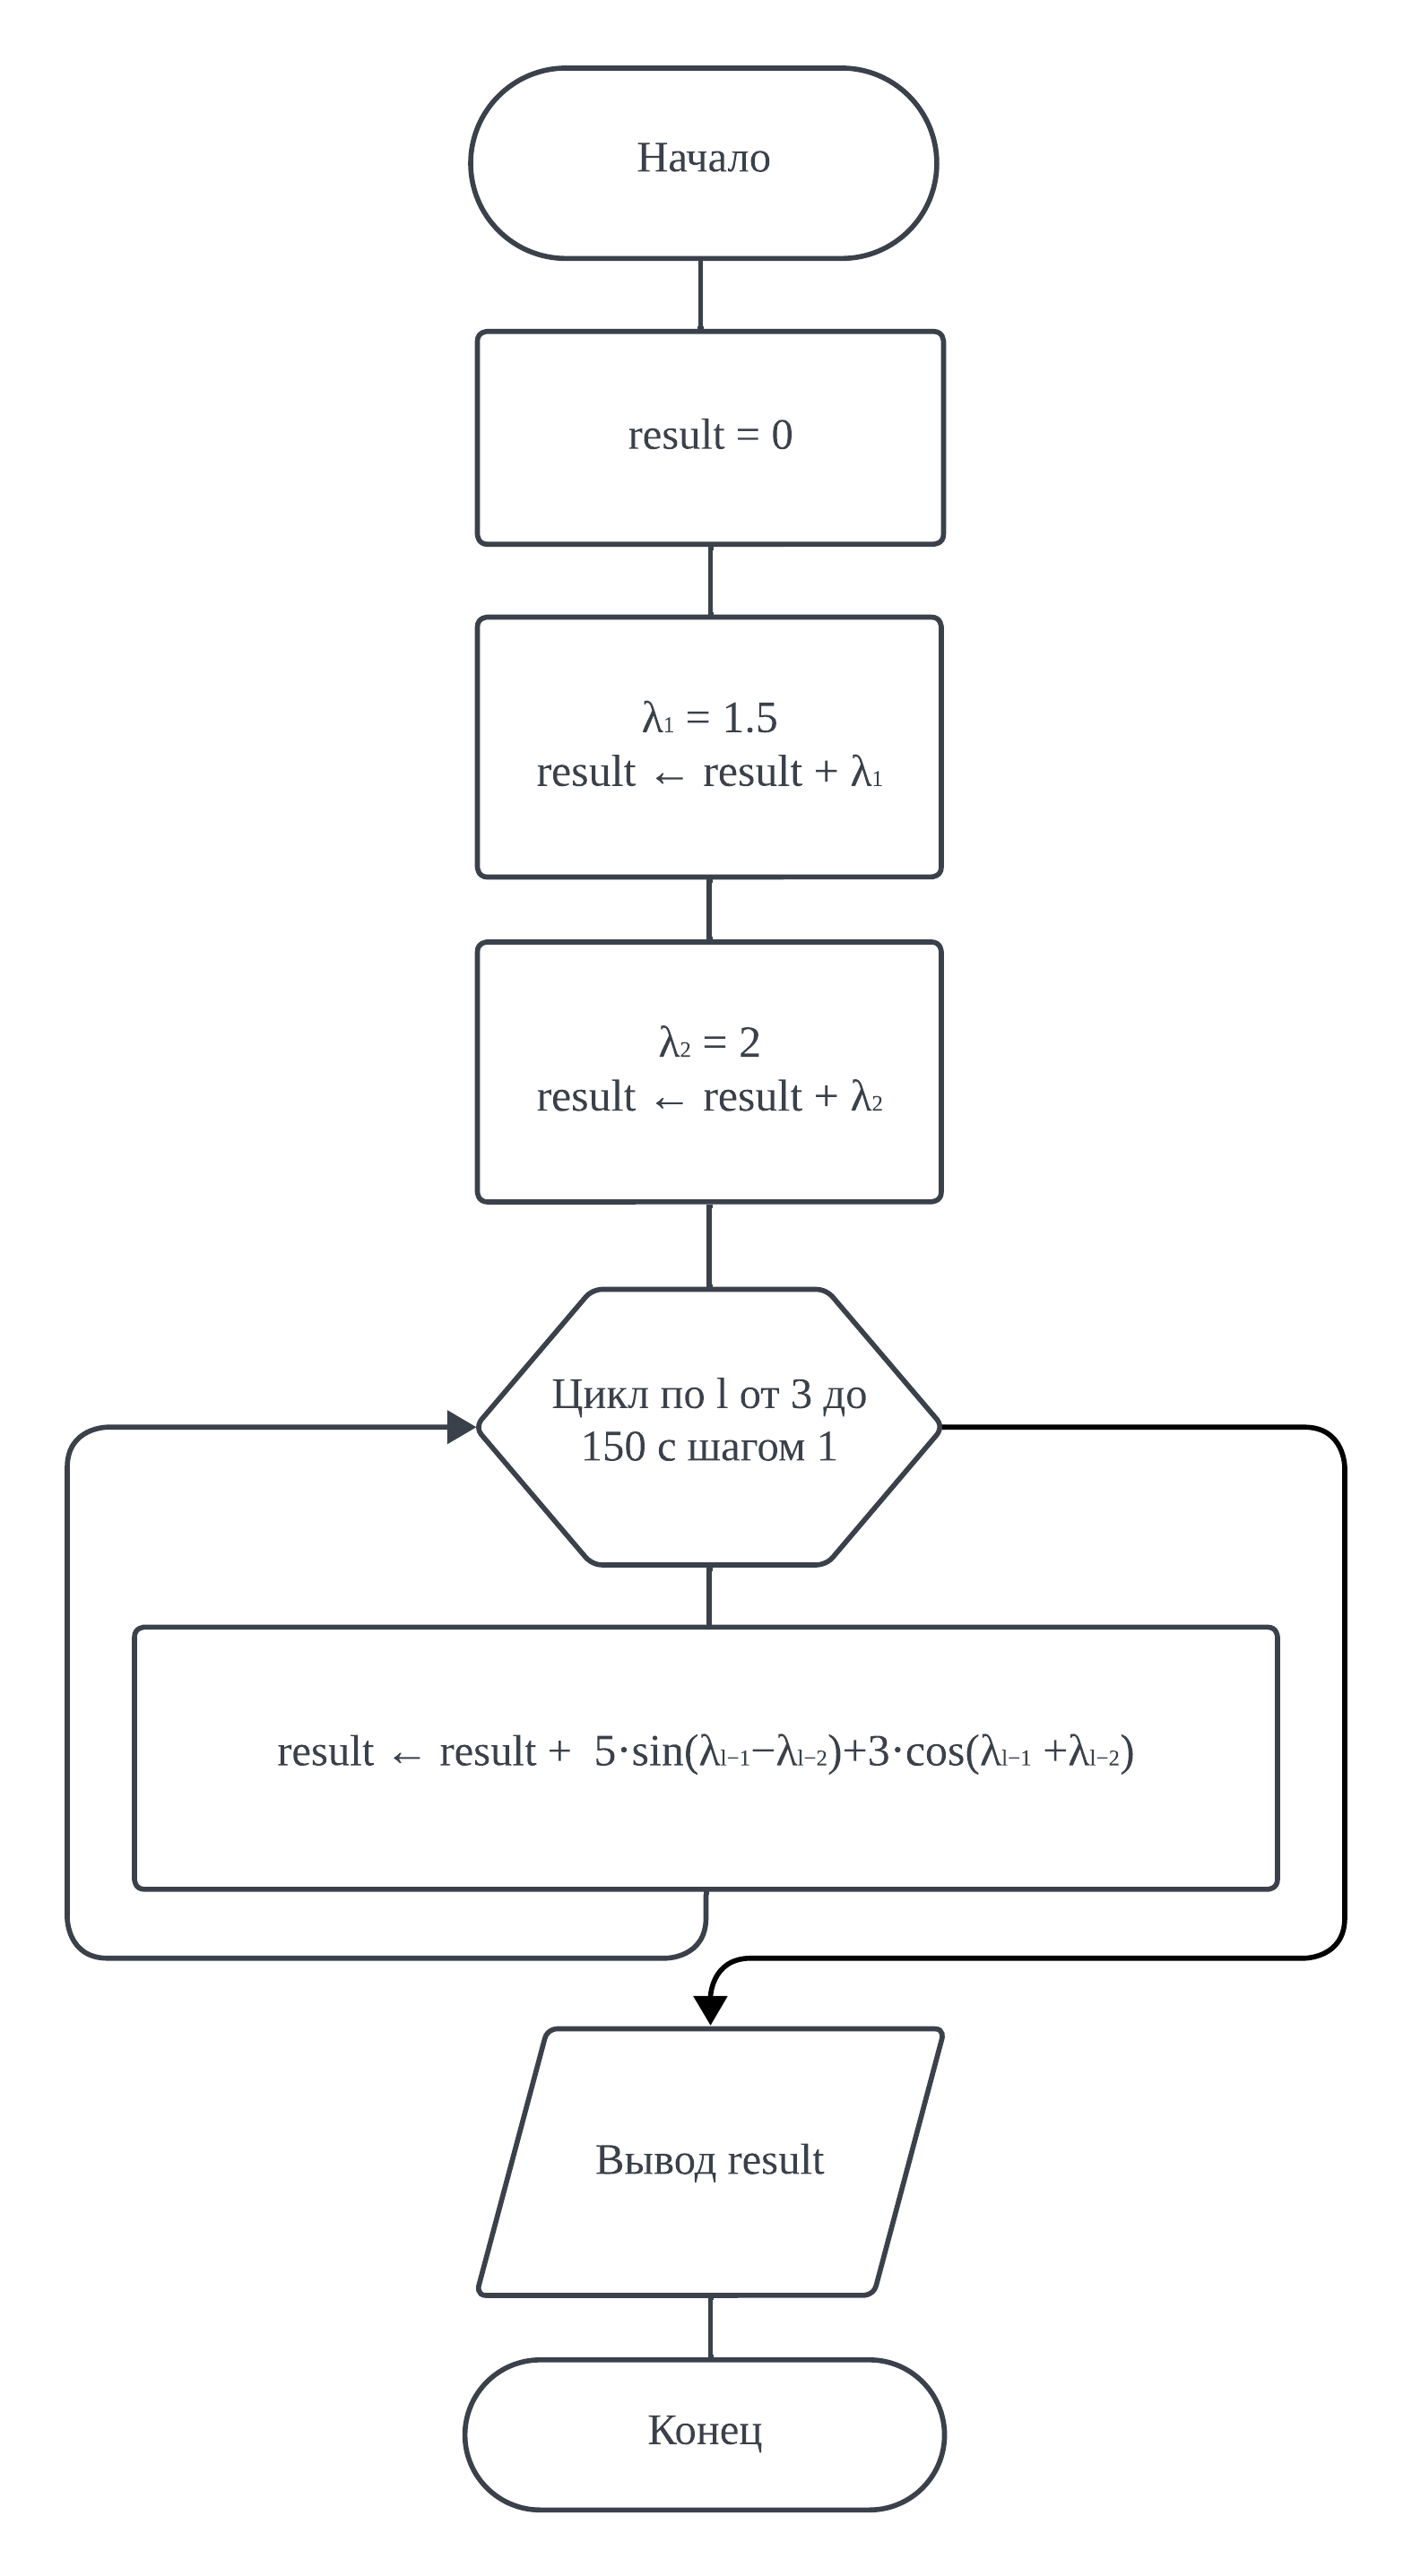 Начало
result = 0
λ₁ = 1.5
result ← result + λ₁
λ₂ = 2
result ← result + λ₂
Цикл по l от 3 до
150 с шагом 1
result ← result + 5·sin(λₗ₋₁−λₗ₋₂)+3·cos(λₗ₋₁ +λₗ₋₂)
Вывод result
Конец